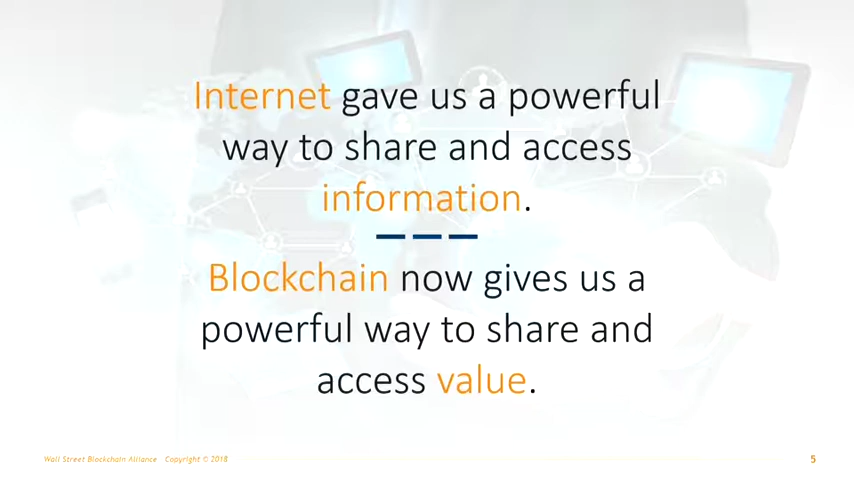 Internet gave us a powerful
way to share and access
information.
Blockchain now gives us a
powerful way to share and
access value.
Wall Street Blockchain Alliance Copyright © 2018
5